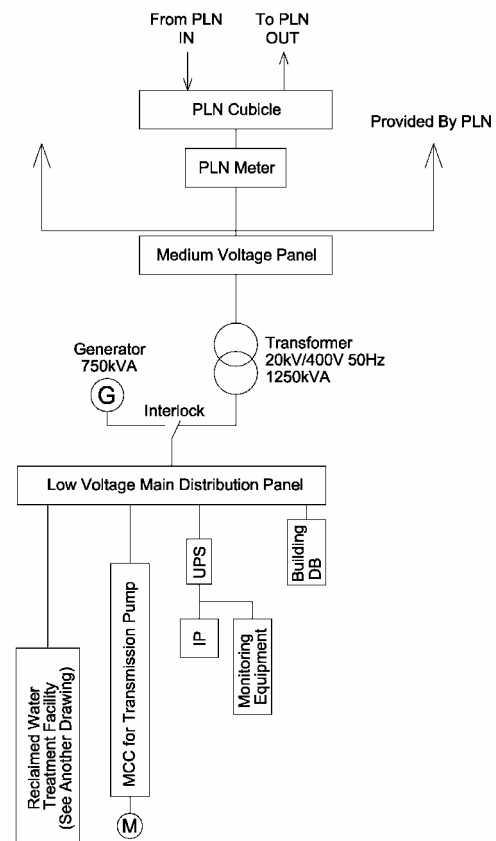 From PLN
IN
To PLN
OUT
PLN Cubicle
Provided By PLN
PLN Meter
Medium Voltage Panel
Transformer
20kV/400V 50Hz
1250kVA
Generator
750kVA
G
Interlock
Low Voltage Main Distribution Panel
Reclaimed Water
Treatment Facility
(See Another Drawing)
MCC for Transmission Pump
M
UPS
IP
Monitoring
Equipment
Building
DB